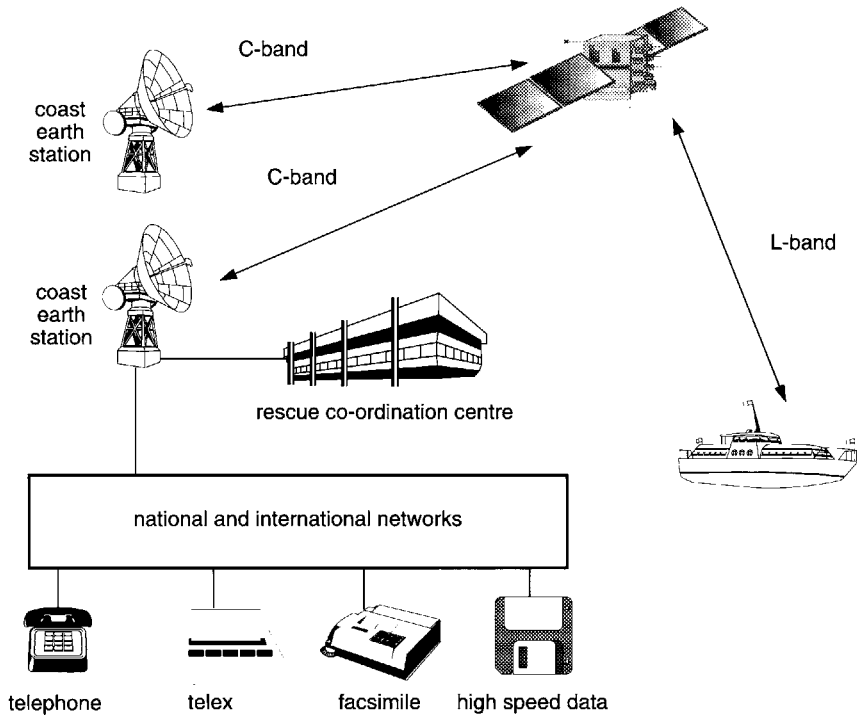 C-band
coast
earth
station
C-band
L-band
coast
earth
station
rescue co-ordination centre
national and international networks
telephone
telex
facsimile
high speed data